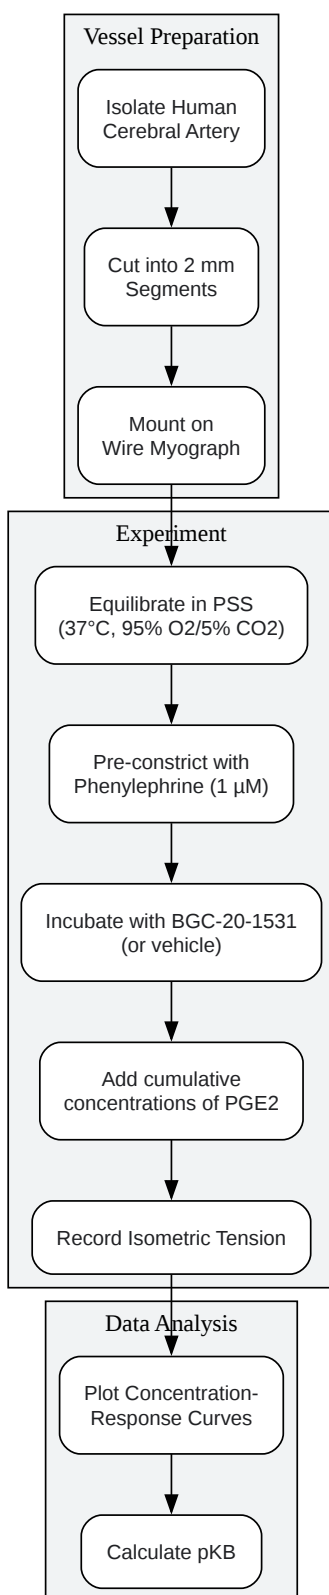 Vessel Preparation
Isolate Human
Cerebral Artery
Cut into 2 mm
Segments
Mount on
Wire Myograph
Experiment
Equilibrate in PSS
(37°C, 95% O2/5% CO2)
Pre-constrict with
Phenylephrine (1 µM)
Incubate with BGC-20-1531
(or vehicle)
Add cumulative
concentrations of PGE2
Record Isometric Tension
Data Analysis
Plot Concentration-
Response Curves
Calculate pKB